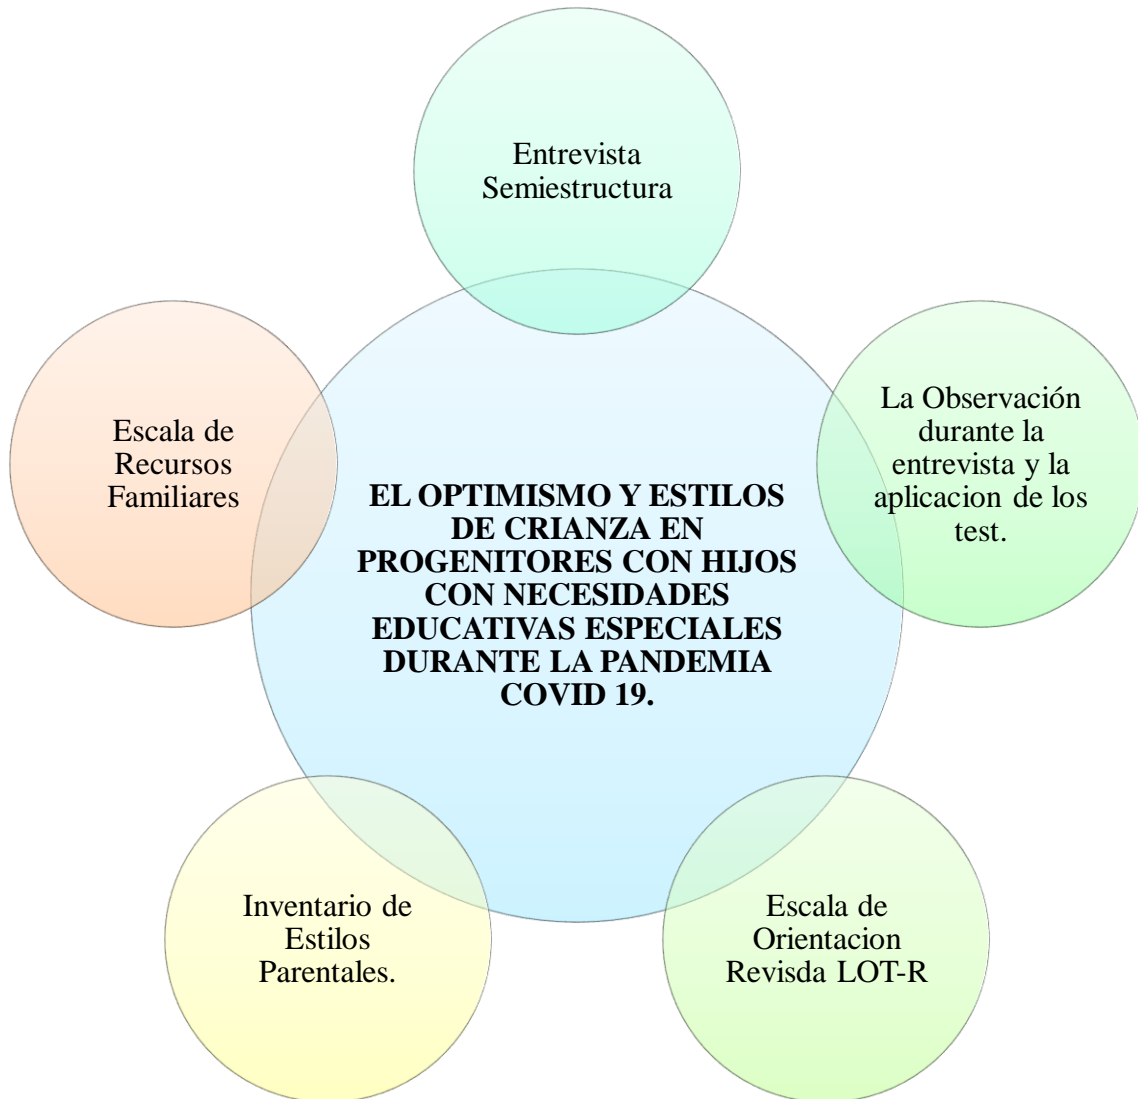 Entrevista
Semiestructura
La Observación
durante la
entrevista y la
aplicacion de los
test.
Escala de
Recursos
Familiares
EL OPTIMISMO Y ESTILOS
DE CRIANZA EN
PROGENITORES CON HIJOS
CON NECESIDADES
EDUCATIVAS ESPECIALES
DURANTE LA PANDEMIA
COVID 19.
Inventario de
Estilos
Parentales.
Escala de
Orientacion
Revisda LOT-R